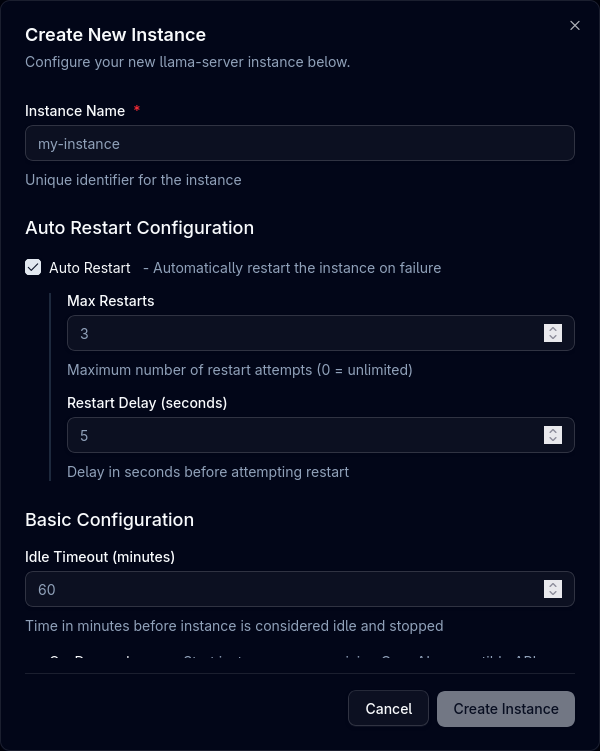 Create New Instance
Configure your new llama-server instance below.
Instance Name *
my-instance
Unique identifier for the instance
Auto Restart Configuration
Auto Restart - Automatically restart the instance on failure
Max Restarts
3
Maximum number of restart attempts (0 = unlimited)
Restart Delay (seconds)
5
Delay in seconds before attempting restart
Basic Configuration
Idle Timeout (minutes)
60
Time in minutes before instance is considered idle and stopped
Cancel
Create Instance